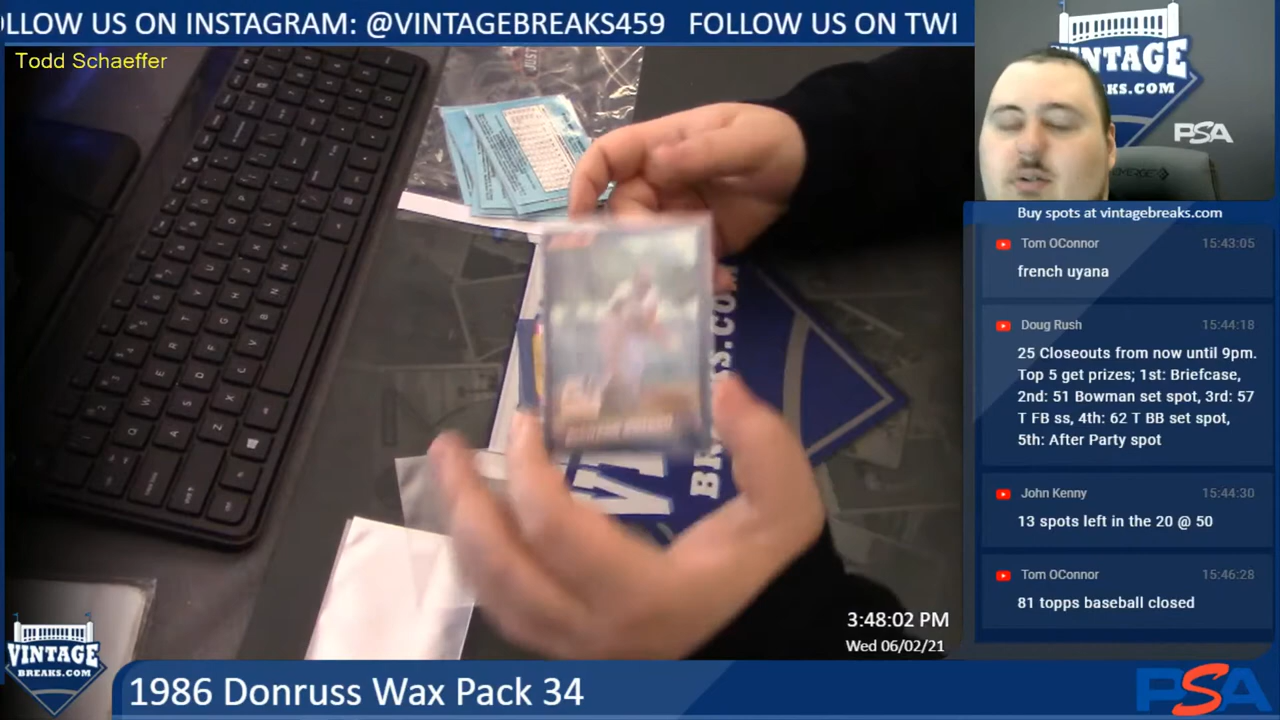 OLLOW US ON INSTAGRAM: @VINTAGEBREAKS459 FOLLOW US ON TWI
Todd Schaeffer
VINTAGE
BREAKS.COM
PSA
Buy spots at vintagebreaks.com
Tom OConnor 15:43:05
french uyana
Doug Rush 15:44:18
25 Closeouts from now until 9pm.
Top 5 get prizes; 1st: Briefcase,
2nd: 51 Bowman set spot, 3rd: 57
T FB ss, 4th: 62 T BB set spot,
5th: After Party spot
John Kenny 15:44:30
13 spots left in the 20 @ 50
Tom OConnor 15:46:28
81 topps baseball closed
3:48:02 PM
Wed 06/02/21
VINTAGE
BREAKS.COM
1986 Donruss Wax Pack 34
PSA